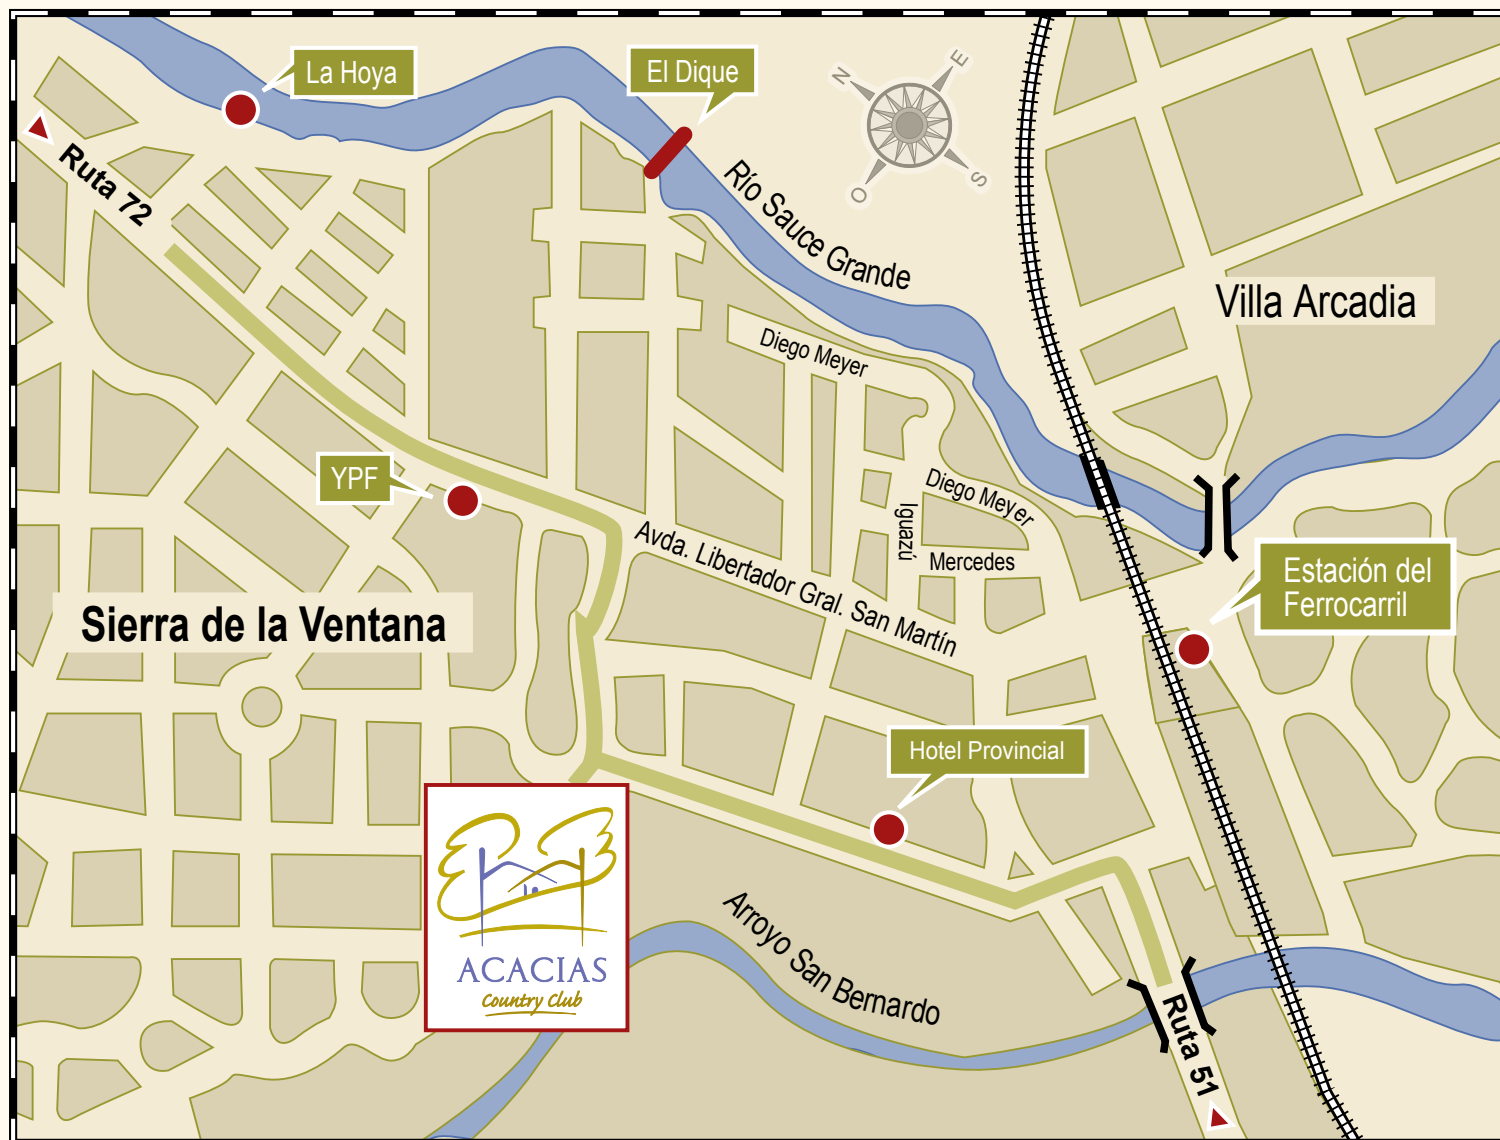 La Hoya
El Dique
N
E
S
O
Ruta 72
Río Sauce Grande
Villa Arcadia
Diego Meyer
YPF
Diego Meyer
Iguazú
Mercedes
Avda. Libertador Gral. San Martín
Estación del
Ferrocarril
Sierra de la Ventana
Hotel Provincial
ACACIAS
Country Club
Arroyo San Bernardo
Ruta 51